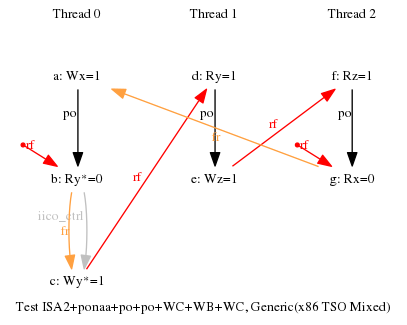 Thread 0 Thread 1 Thread 2
a: Wx=1 d: Ry=1 f: Rz=1
po po po
fr
rf
rf rf
rf
b: Ry*=0 e: Wz=1 g: Rx=0
iico_ctrl
fr
c: Wy*=1
Test ISA2+ponaa+po+po+WC+WB+WC, Generic(x86 TSO Mixed)